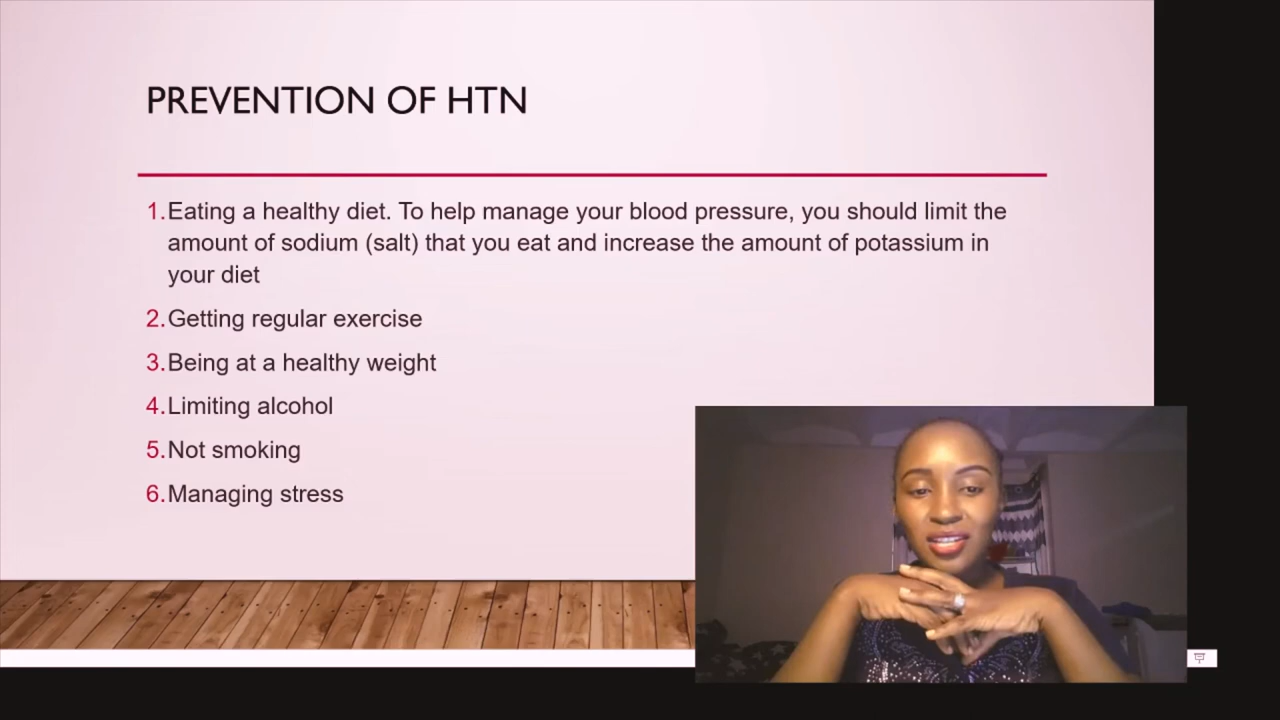 PREVENTION OF HTN
1. Eating a healthy diet. To help manage your blood pressure, you should limit the
amount of sodium (salt) that you eat and increase the amount of potassium in
your diet
2. Getting regular exercise
3. Being at a healthy weight
4. Limiting alcohol
5. Not smoking
6. Managing stress